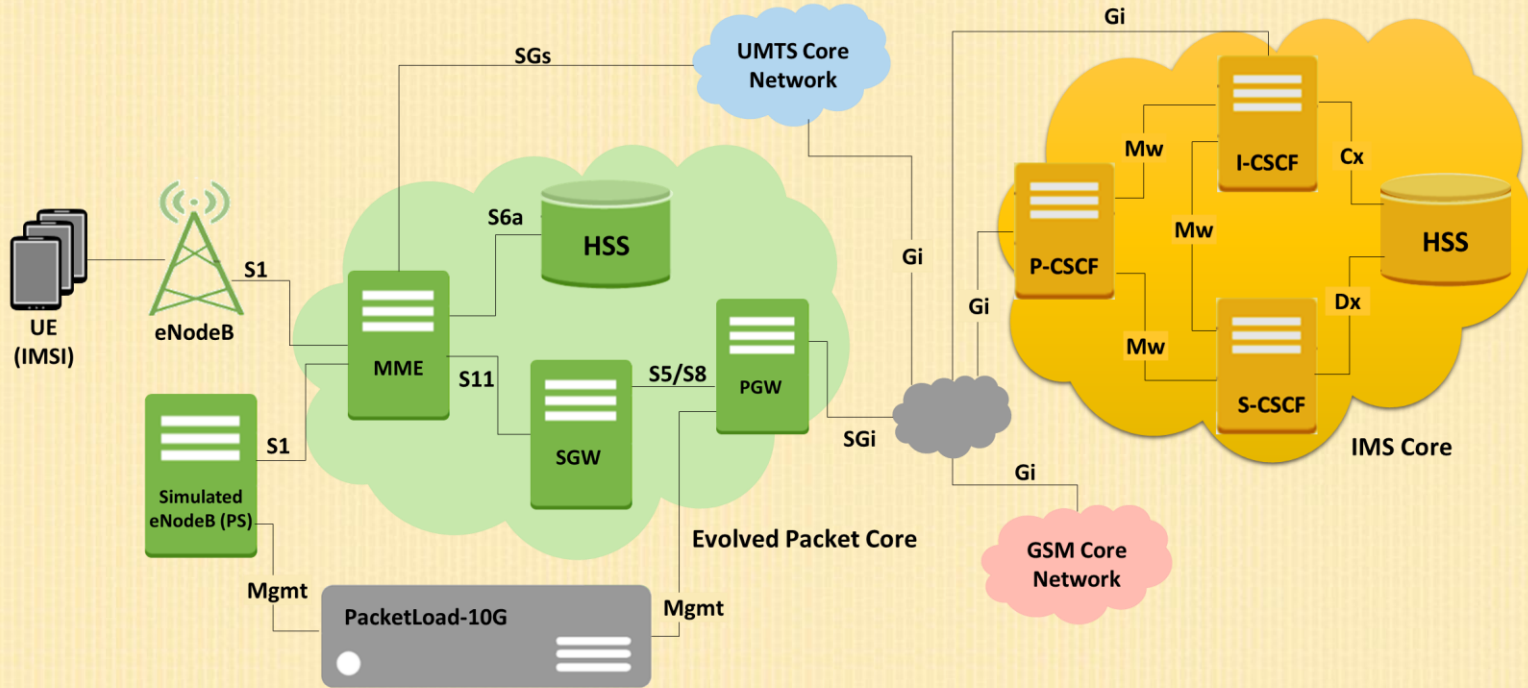 Gi
SGs
UMTS Core
Network
I-CSCF
Mw
Cx
S6a
HSS
Mw
HSS
P-CSCF
S1
Gi
Gi
Dx
UE
(IMSI)
eNodeB
MME
S11
S5/S8
PGW
Mw
S-CSCF
S1
SGW
SGi
IMS Core
Simulated
eNodeB (PS)
Gi
Evolved Packet Core
GSM Core
Network
Mgmt
PacketLoad-10G
Mgmt